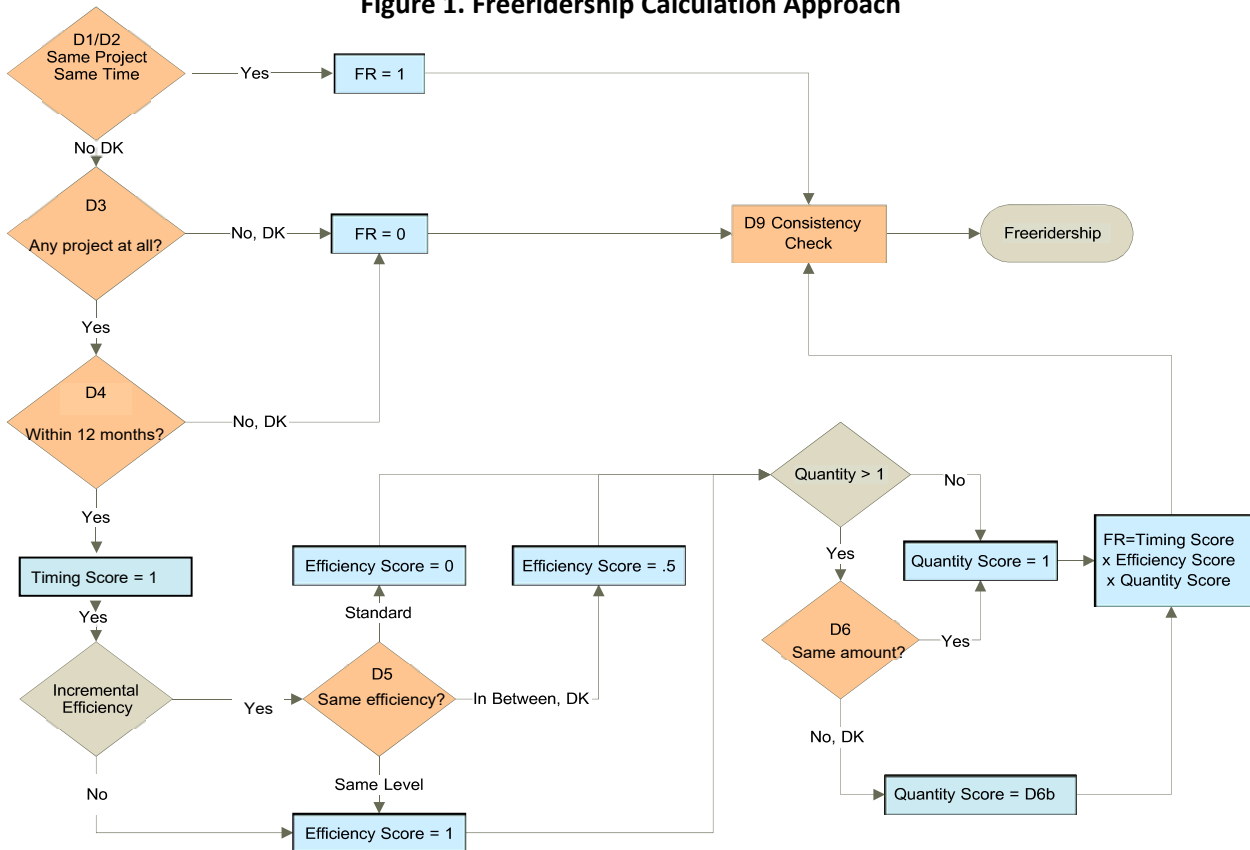 Figure 1. Freeridership Calculation Approach
D1/D2
Same Project
Same Time
Yes
FR = 1
No DK
D3
Any project at all?
No, DK
FR = 0
D9 Consistency
Check
Freeridership
Yes
D4
Within 12 months?
No, DK
Yes
Timing Score = 1
Yes
Incremental
Efficiency
Yes
No
Efficiency Score = 0
Standard
D5
Same efficiency?
In Between, DK
Efficiency Score = .5
Same Level
Efficiency Score = 1
Quantity > 1
No
Yes
Quantity Score = 1
D6
Same amount?
Yes
No, DK
Quantity Score = D6b
FR=Timing Score
x Efficiency Score
x Quantity Score